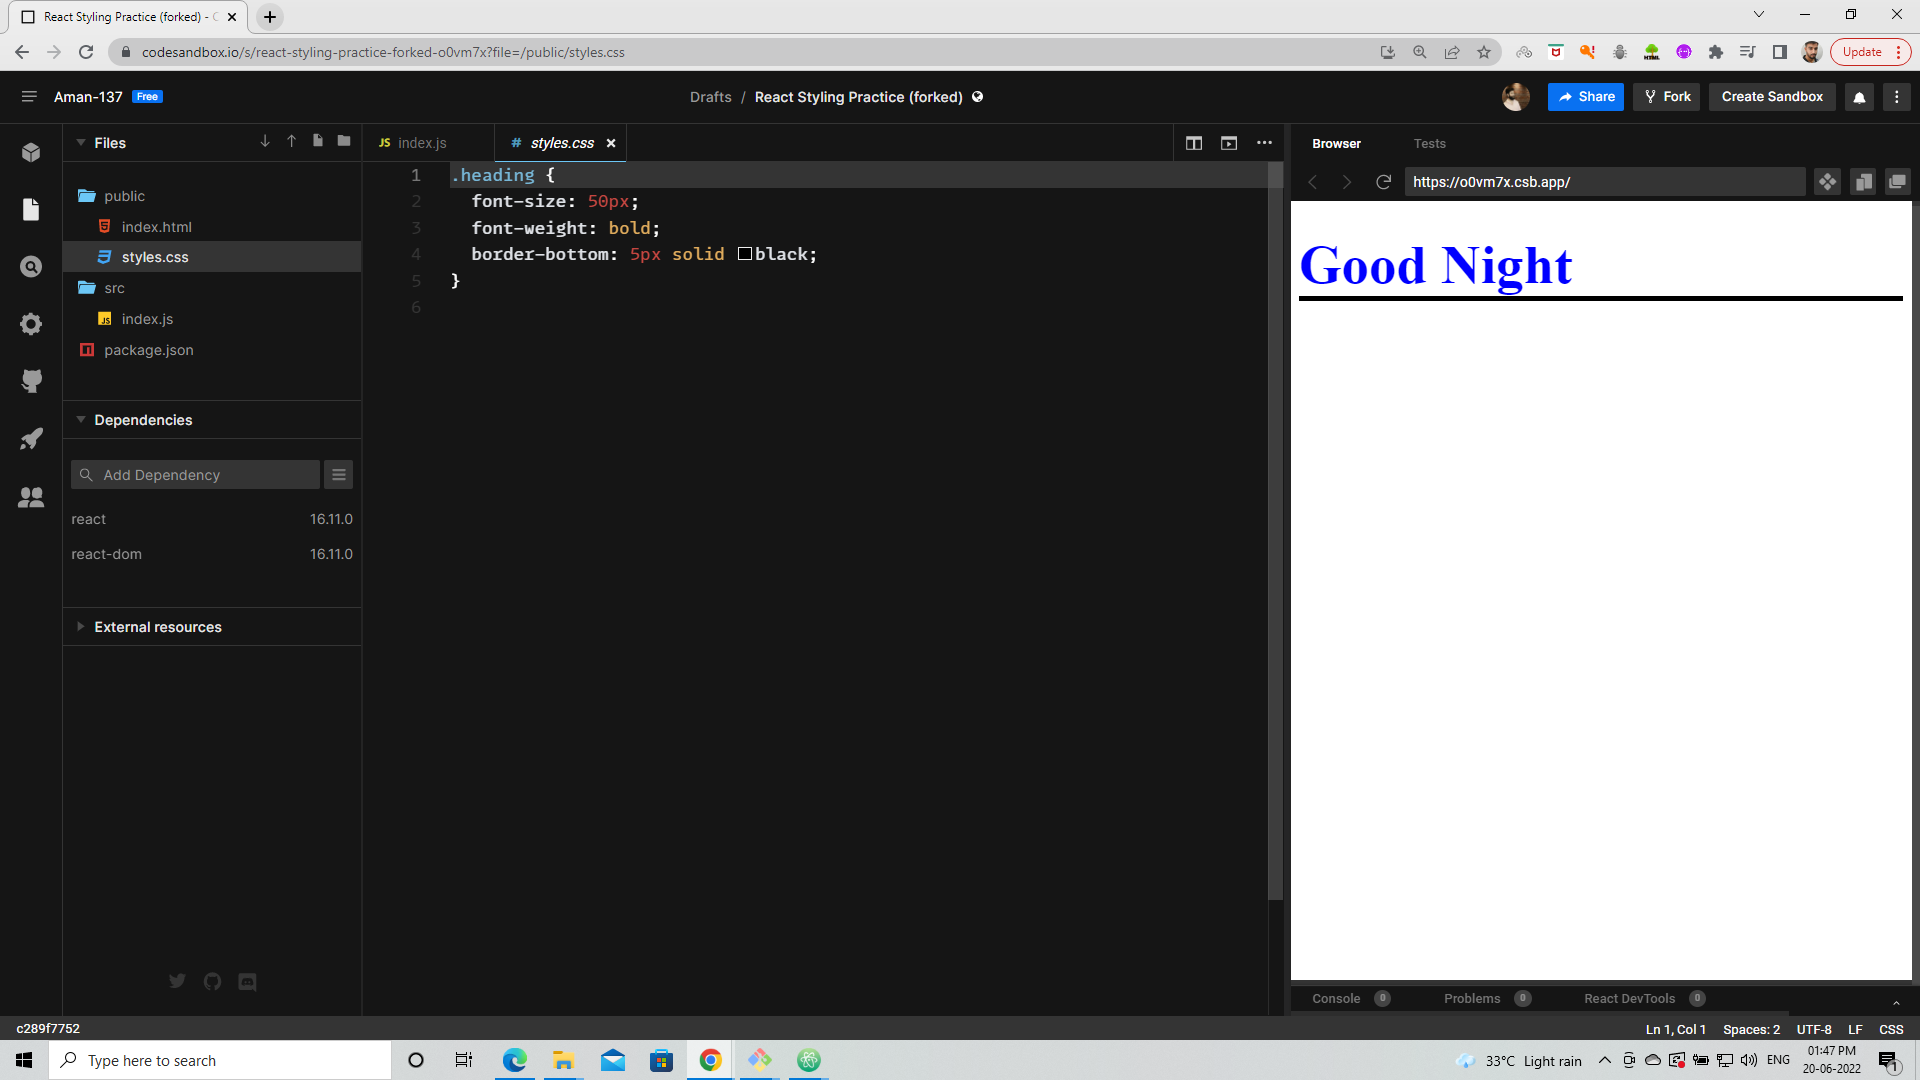 React Styling Practice (forked) - C
codesandbox.io/s/react-styling-practice-forked-o0vm7x?file=/public/styles.css
Update
Aman-137 Free
Drafts / React Styling Practice (forked)
Share
Fork
Create Sandbox
Files
public
index.html
styles.css
src
JS index.js
package.json
Dependencies
Add Dependency
react 16.11.0
react-dom 16.11.0
External resources
JS index.js
# styles.css
1 .heading {
2 font-size: 50px;
3 font-weight: bold;
4 border-bottom: 5px solid black;
5 }
6
Browser
Tests
https://o0vm7x.csb.app/
Good Night
Console 0
Problems 0
React DevTools 0
c289f7752
Ln 1, Col 1 Spaces: 2 UTF-8 LF CSS
Type here to search
33°C Light rain
ENG
01:47 PM
20-06-2022
1